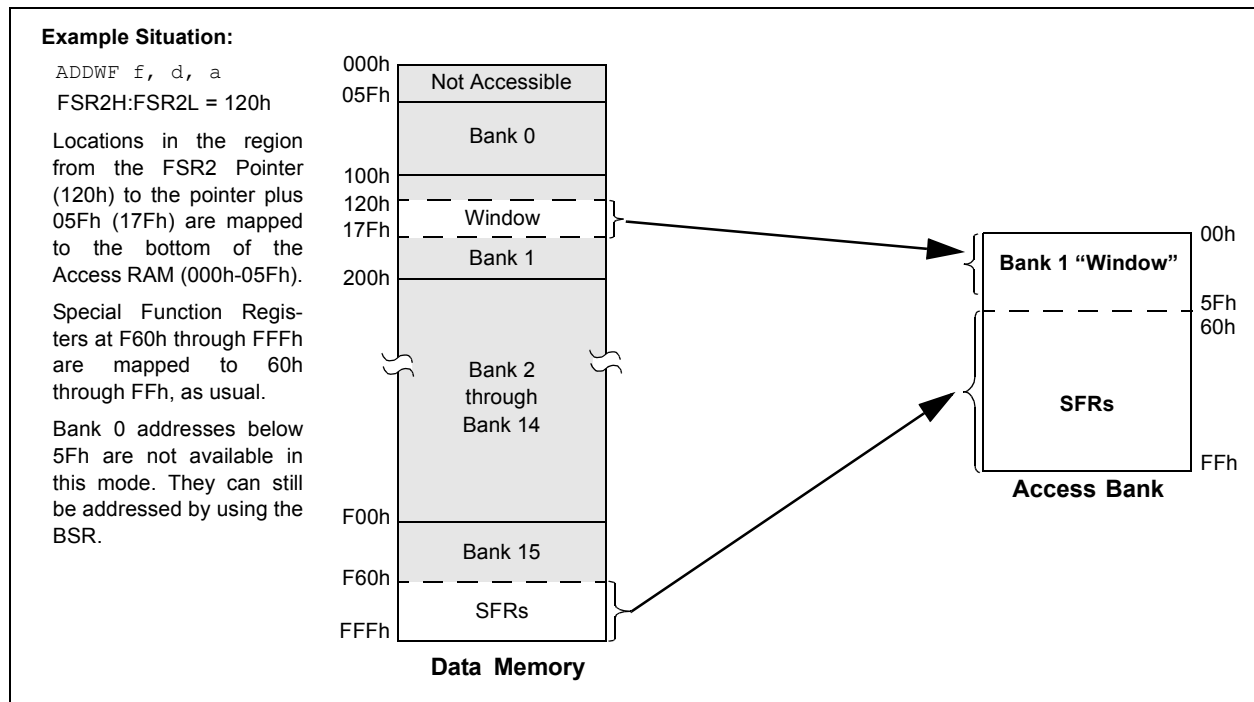 Example Situation:
ADDWF f, d, a
FSR2H:FSR2L = 120h
Locations in the region
from the FSR2 Pointer
(120h) to the pointer plus
05Fh (17Fh) are mapped
to the bottom of the
Access RAM (000h-05Fh).
Special Function Regis-
ters at F60h through FFFh
are mapped to 60h
through FFh, as usual.
Bank 0 addresses below
5Fh are not available in
this mode. They can still
be addressed by using the
BSR.
000h
Not Accessible
05Fh
Bank 0
100h
120h
Window
17Fh
Bank 1
200h
Bank 2
through
Bank 14
F00h
Bank 15
F60h
SFRs
FFFh
Data Memory
00h
Bank 1 “Window”
5Fh
60h
SFRs
FFh
Access Bank